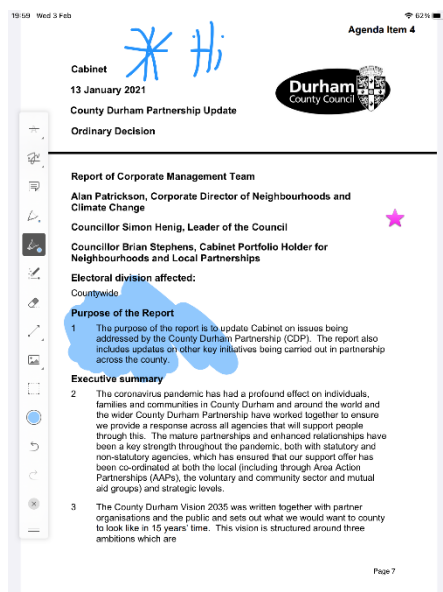 19:59 Wed 3 Feb
62%
Agenda Item 4
Hi
Cabinet
13 January 2021
County Durham Partnership Update
Ordinary Decision
Durham
County Council
Report of Corporate Management Team
Alan Patrickson, Corporate Director of Neighbourhoods and
Climate Change
Councillor Simon Henig, Leader of the Council
Councillor Brian Stephens, Cabinet Portfolio Holder for
Neighbourhoods and Local Partnerships
Electoral division affected:
Countywide
Purpose of the Report
1 The purpose of the report is to update Cabinet on issues being
addressed by the County Durham Partnership (CDP). The report also
includes updates on other key initiatives being carried out in partnership
across the county.
Executive summary
2 The coronavirus pandemic has had a profound effect on individuals,
families and communities in County Durham and around the world and
the wider County Durham Partnership have worked together to ensure
we provide a response across all agencies that will support people
through this. The mature partnerships and enhanced relationships have
been a key strength throughout the pandemic, both with statutory and
non-statutory agencies, which has ensured that our support offer has
been co-ordinated at both the local (including through Area Action
Partnerships (AAPs), the voluntary and community sector and mutual
aid groups) and strategic levels.
3 The County Durham Vision 2035 was written together with partner
organisations and the public and sets out what we would want to county
to look like in 15 years' time. This vision is structured around three
ambitions which are
Page 7